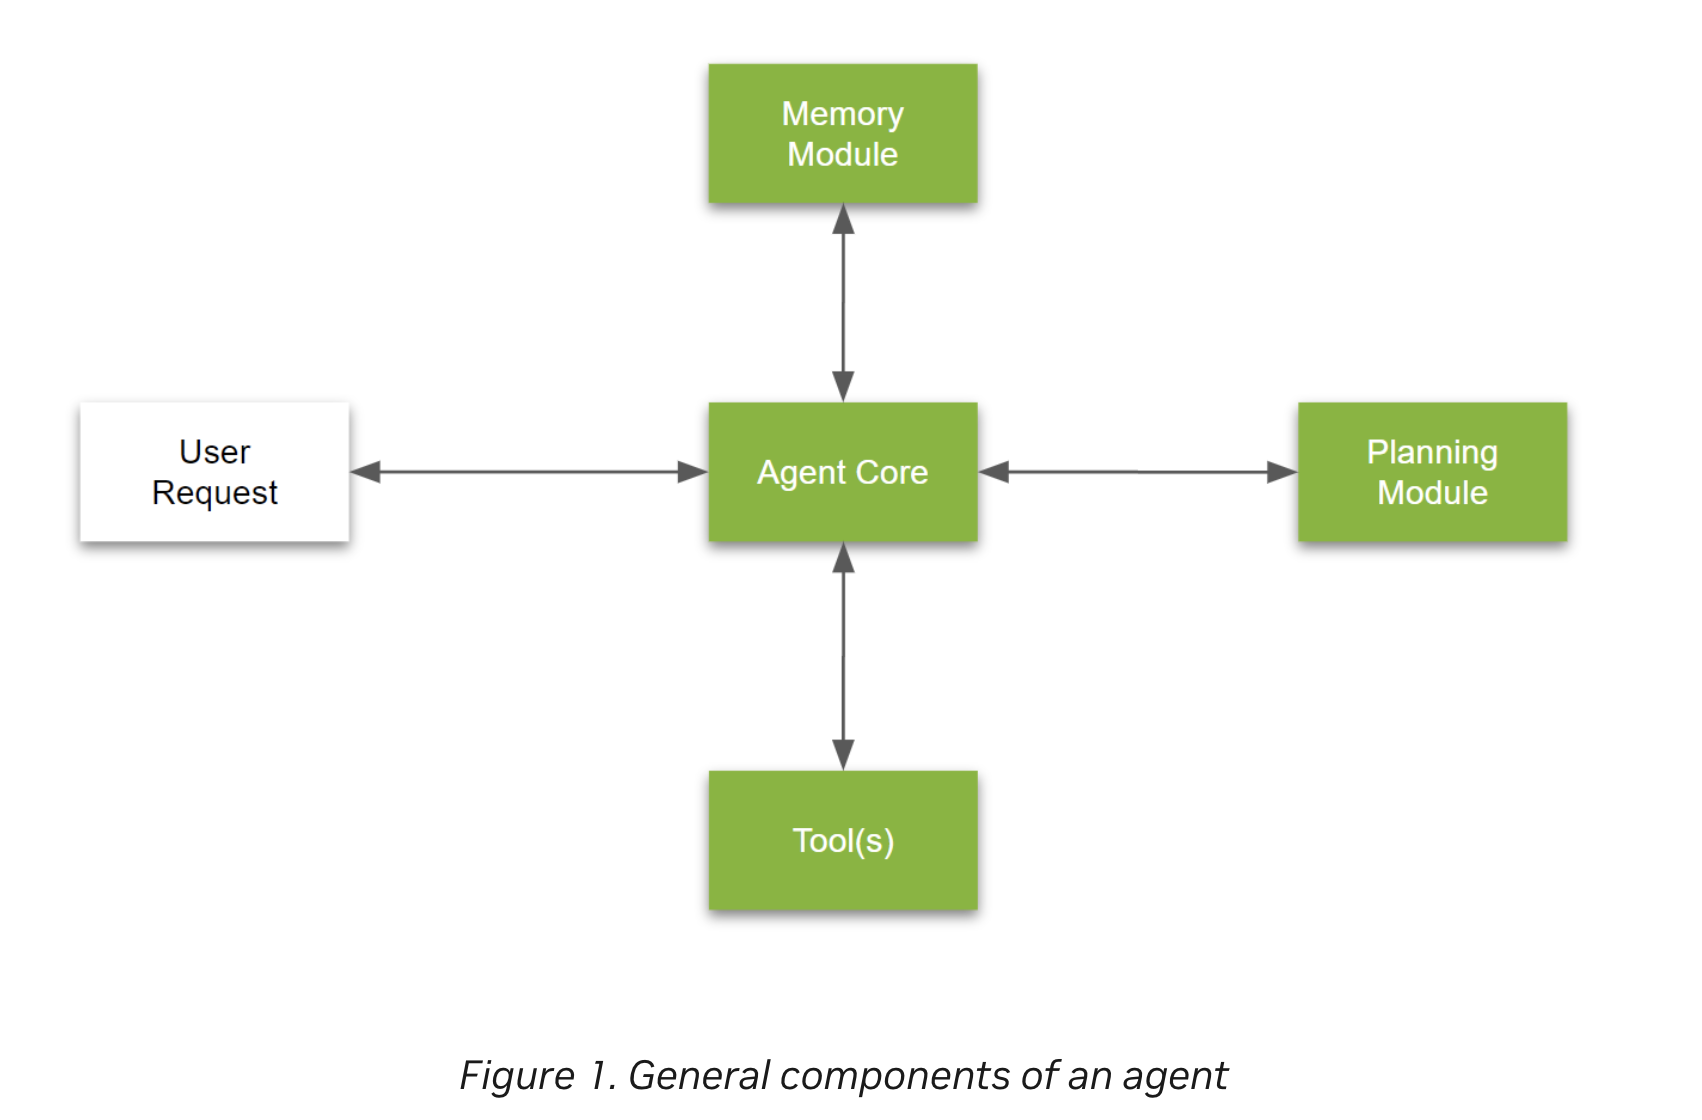 Memory
Module
User
Request
Agent Core
Planning
Module
Tool(s)
Figure 1. General components of an agent